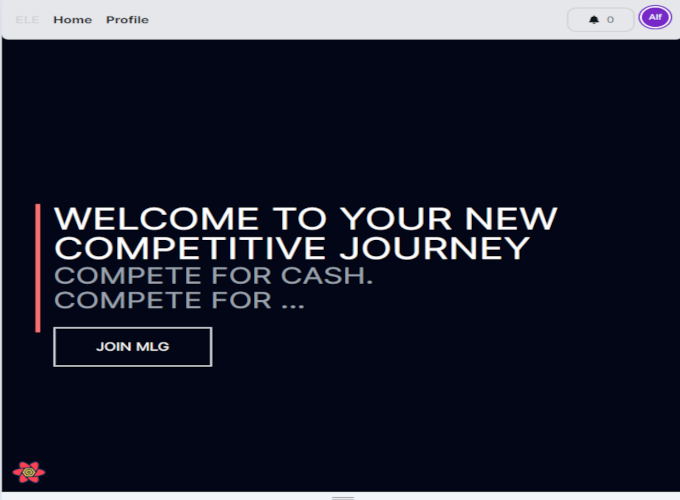 ELE Home Profile 0 Alf
WELCOME TO YOUR NEW
COMPETITIVE JOURNEY
COMPETE FOR CASH.
COMPETE FOR ...
JOIN MLG